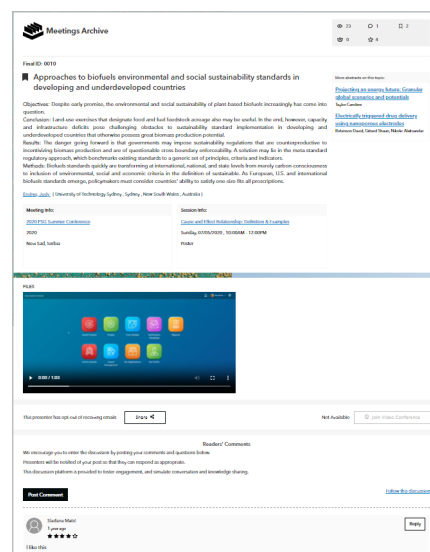 Meetings Archive
23 1 2
0 4
Final ID: 0010
Approaches to biofuels environmental and social sustainability standards in
developing and underdeveloped countries
Objectives: Despite early promise, the environmental and social sustainability of plant based biofuels increasingly has come into
question.
Conclusion: Land-use exercises that designate food and fuel feedstock acreage also may be useful. In the end, however, capacity
and infrastructure deficits pose challenging obstacles to sustainability standard implementation in developing and
underdeveloped countries that otherwise possess great biomass production potential.
Results: The danger going forward is that governments may impose sustainability regulations that are counterproductive to
incentivizing biomass production and are of questionable cross boundary enforceability. A solution may lie in the meta-standard
regulatory approach, which benchmarks existing standards to a generic set of principles, criteria and indicators.
Methods: Biofuels standards quickly are transforming at international, national, and state levels from merely carbon consciousness
to inclusion of environmental, social and economic criteria in the definition of sustainable. As European, U.S. and international
biofuels standards emerge, policymakers must consider countries' ability to satisfy one size fits all prescriptions.
( University of Technology Sydney , Sydney , New South Wales , Australia )
More abstracts on this topic:
Projecting an energy future: Granular
global scenarios and potentials
Taylor Caroline
Electrically triggered drug delivery
using nanoporous electrodes
Robinson David, Gerard Shaun, Nikolic Aleksandar
Meeting Info:
2020 PSG Summer Conference
2020
Novi Sad, Serbia
Session Info:
Cause and Effect Relationship: Definition & Examples
Sunday, 07/05/2020 , 10:00AM - 12:00PM
Poster
FILES
0:00 / 1:03
This presenter has opt out of receiving emails
Share
Not Available
Join Video Conference
Readers' Comments
We encourage you to enter the discussion by posting your comments and questions below.
Presenters will be notified of your post so that they can respond as appropriate.
This discussion platform is provided to foster engagement, and simulate conversation and knowledge sharing.
Post Comment
Follow this discussion
Sladjana Matić
1 year ago
Reply
I like this